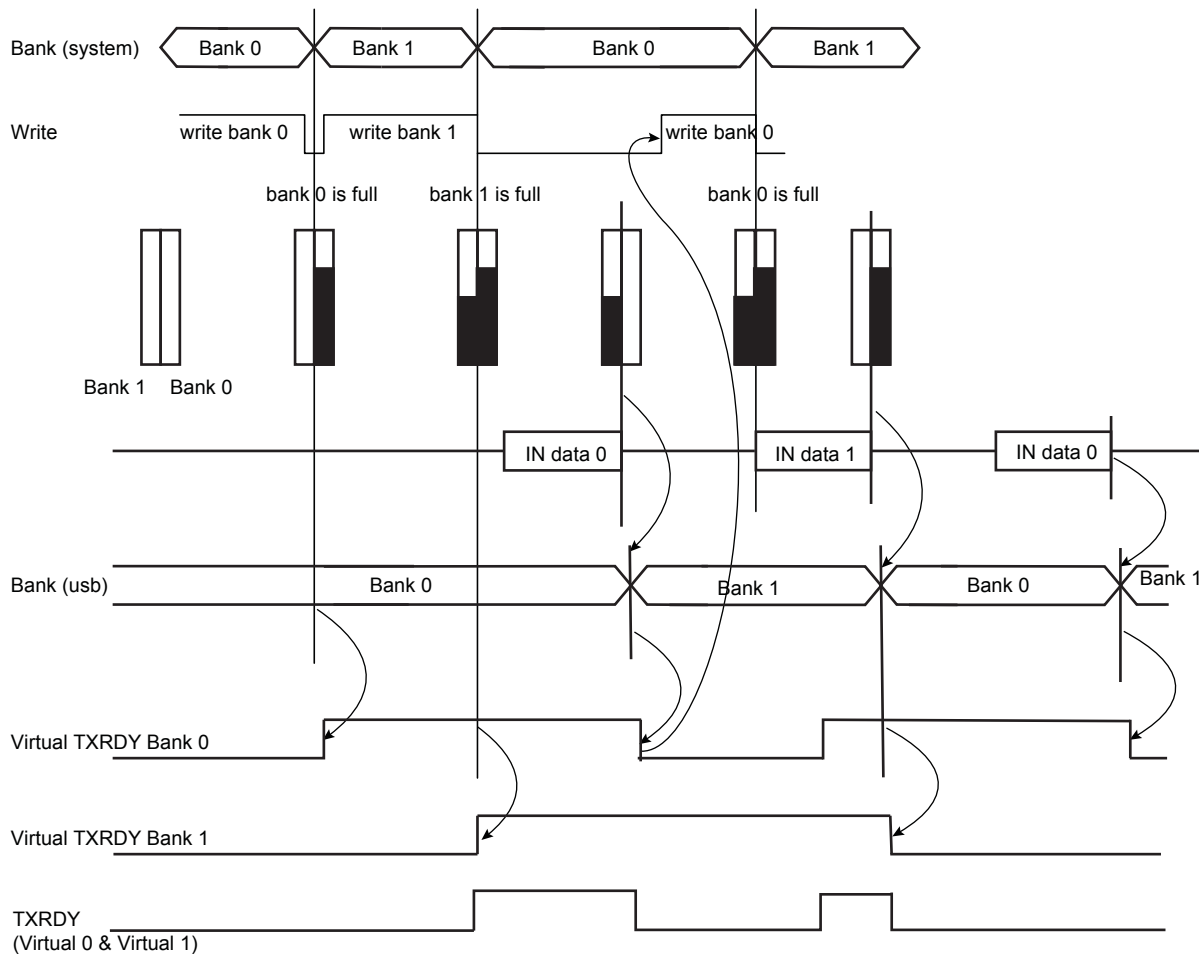 Bank (system)
Bank 0
Bank 1
Bank 0
Bank 1
Write
write bank 0
write bank 1
write bank 0
bank 0 is full
bank 1 is full
bank 0 is full
Bank 1
Bank 0
IN data 0
IN data 1
IN data 0
Bank (usb)
Bank 0
Bank 1
Bank 0
Bank 1
Virtual TXRDY Bank 0
Virtual TXRDY Bank 1
TXRDY
(Virtual 0 & Virtual 1)